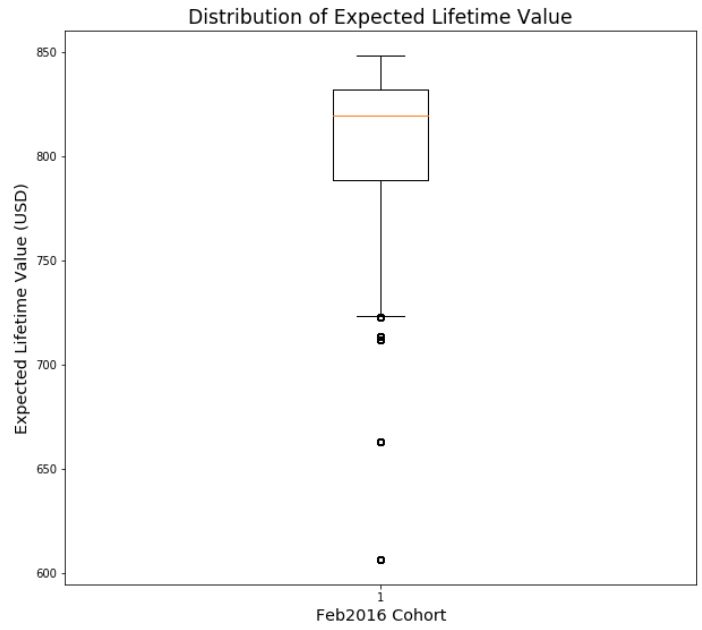 Distribution of Expected Lifetime Value
Expected Lifetime Value (USD)
850
800
750
700
650
600
1
Feb2016 Cohort